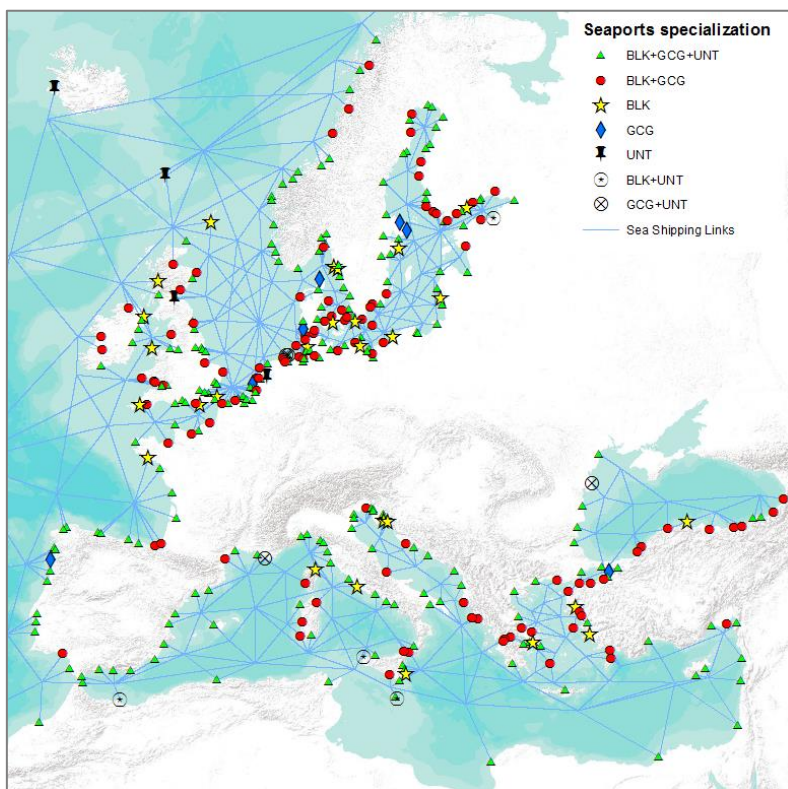 Seaports specialization
BLK+GCG+UNT
BLK+GCG
BLK
GCG
UNT
BLK+UNT
GCG+UNT
Sea Shipping Links